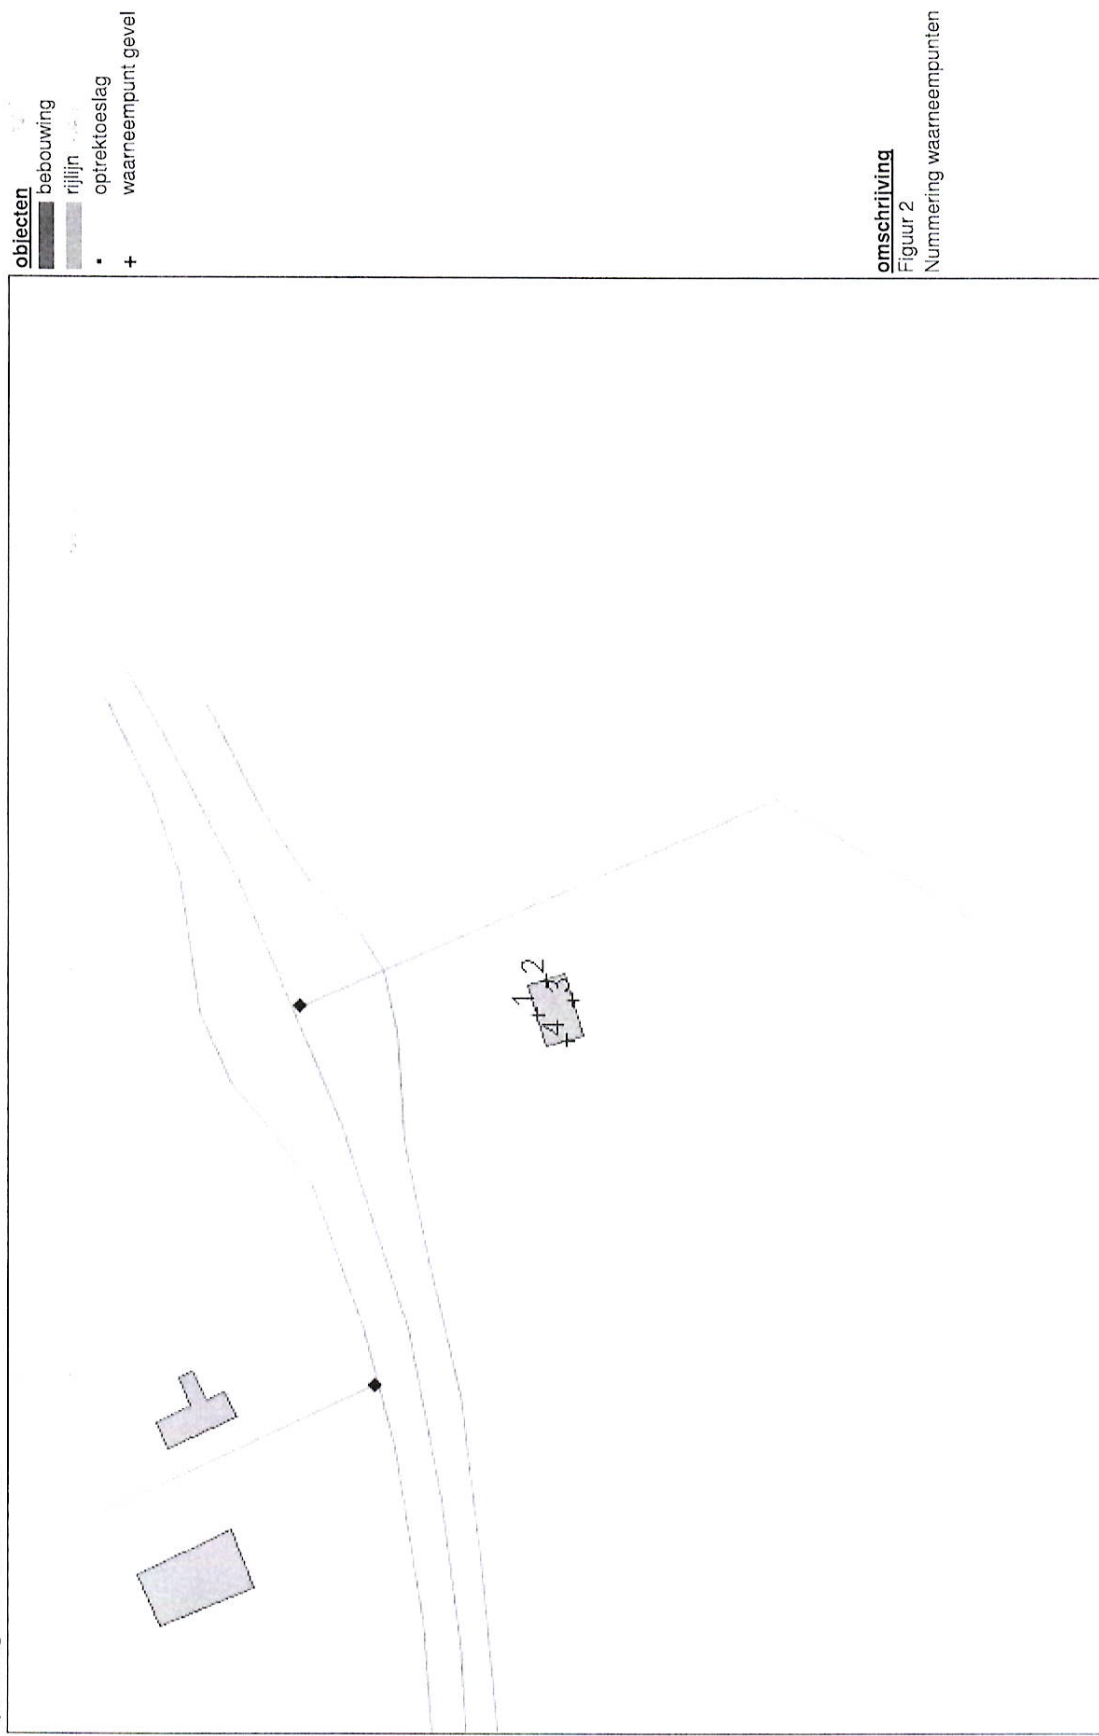 objecten
bebouwing
rijlijn
optrektoeslag
waarneempunt gevel
1
2
3
4
omschrijving
Figuur 2
Nummering waarneempunten